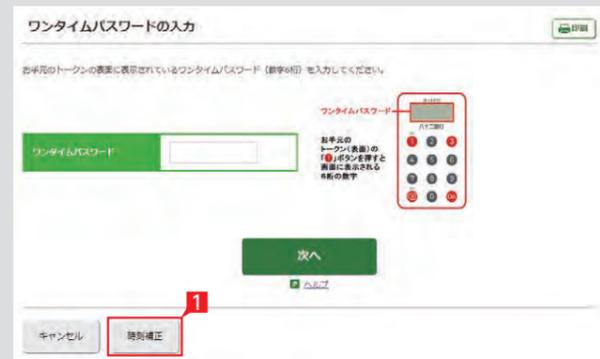 ワンタイムパスワードの入力
印刷
お手元のトークンの表面に表示されているワンタイムパスワード（数字6桁）を入力してください。
ワンタイムパスワード
ワンタイムパスワード
八十二銀行
お手元の
トークン(表面)の
「❶」ボタンを押すと
画面に表示される
6桁の数字
1 2 3
4 5 6
7 8 9
0
次へ
ヘルプ
1
キャンセル
時刻補正